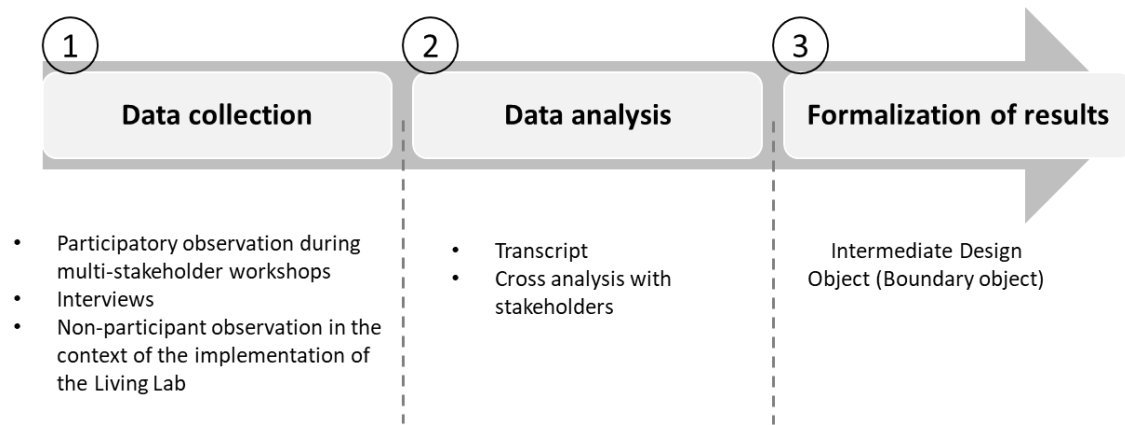 1
Data collection
2
Data analysis
3
Formalization of results
• Participatory observation during
multi-stakeholder workshops
• Interviews
• Non-participant observation in the
context of the implementation of
the Living Lab
• Transcript
• Cross analysis with
stakeholders
Intermediate Design
Object (Boundary object)